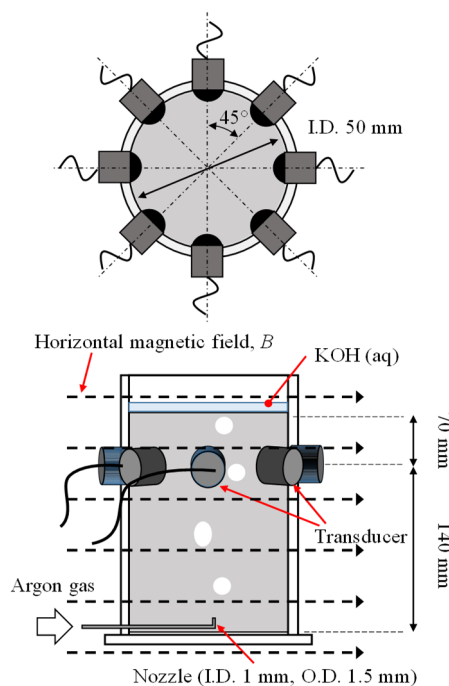 45°
I.D. 50 mm
Horizontal magnetic field, B
KOH (aq)
70 mm
Transducer
140 mm
Argon gas
Nozzle (I.D. 1 mm, O.D. 1.5 mm)